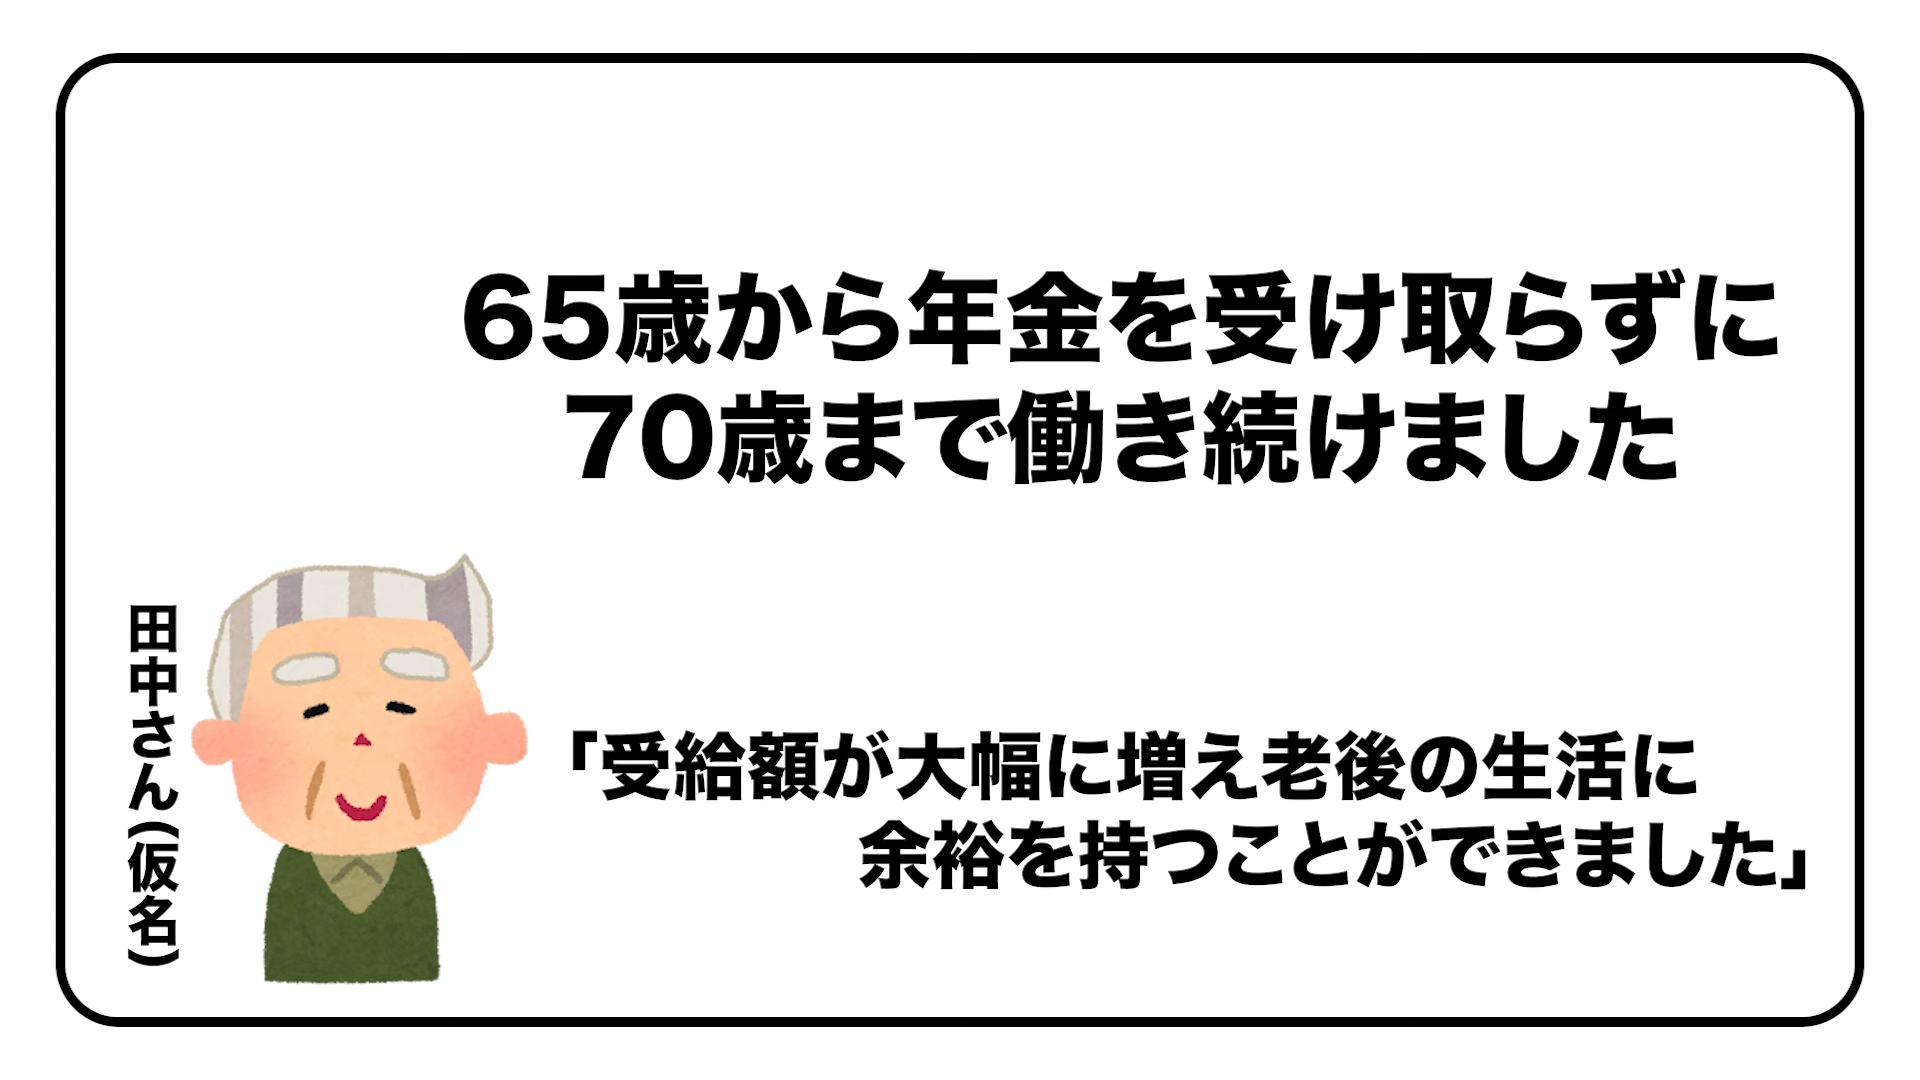 65歳から年金を受け取らずに
70歳まで働き続けました
田中さん(仮名)
「受給額が大幅に増え老後の生活に
余裕を持つことができました」